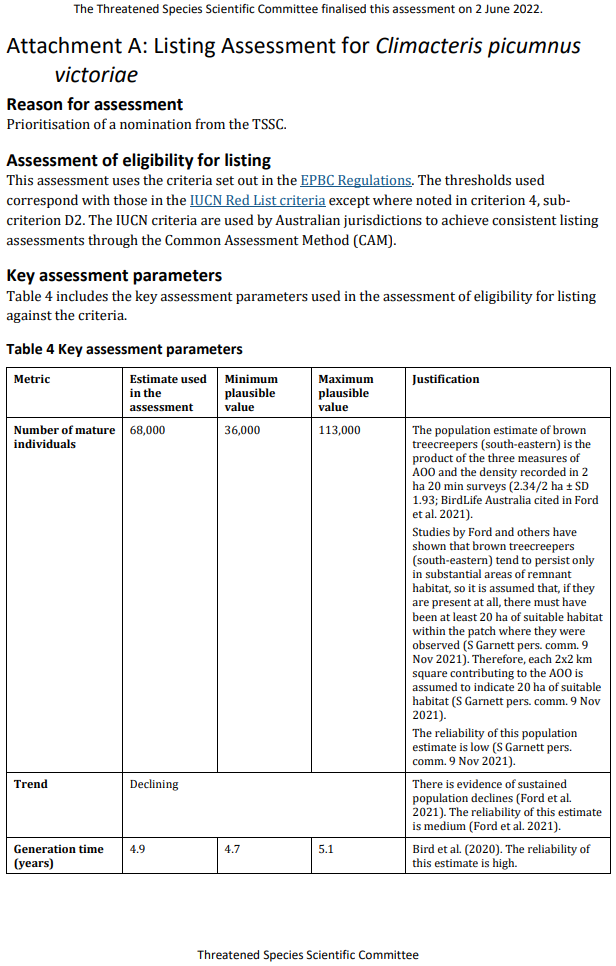 The Threatened Species Scientific Committee finalised this assessment on 2 June 2022.
Attachment A: Listing Assessment for Climacteris picumnus
victoriae
Reason for assessment
Prioritisation of a nomination from the TSSC.
Assessment of eligibility for listing
This assessment uses the criteria set out in the EPBC Regulations. The thresholds used
correspond with those in the IUCN Red List criteria except where noted in criterion 4, sub-
criterion D2. The IUCN criteria are used by Australian jurisdictions to achieve consistent listing
assessments through the Common Assessment Method (CAM).
Key assessment parameters
Table 4 includes the key assessment parameters used in the assessment of eligibility for listing
against the criteria.
Table 4 Key assessment parameters
Metric
Estimate used
in the
assessment
Minimum
plausible
value
Maximum
plausible
value
Justification
Number of mature
individuals
68,000
36,000
113,000
The population estimate of brown
treecreepers (south-eastern) is the
product of the three measures of
AOO and the density recorded in 2
ha 20 min surveys (2.34/2 ha ± SD
1.93; BirdLife Australia cited in Ford
et al. 2021).
Studies by Ford and others have
shown that brown treecreepers
(south-eastern) tend to persist only
in substantial areas of remnant
habitat, so it is assumed that, if they
are present at all, there must have
been at least 20 ha of suitable habitat
within the patch where they were
observed (S Garnett pers. comm. 9
Nov 2021). Therefore, each 2x2 km
square contributing to the AOO is
assumed to indicate 20 ha of suitable
habitat (S Garnett pers. comm. 9 Nov
2021).
The reliability of this population
estimate is low (S Garnett pers.
comm. 9 Nov 2021).
Trend
Declining
There is evidence of sustained
population declines (Ford et al.
2021). The reliability of this estimate
is medium (Ford et al. 2021).
Generation time
(years)
4.9
4.7
5.1
Bird et al. (2020). The reliability of
this estimate is high.
Threatened Species Scientific Committee